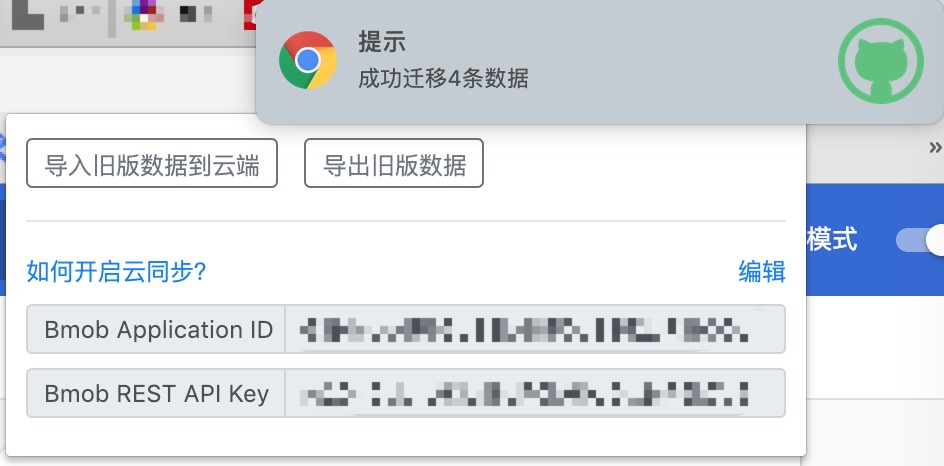 提示
成功迁移4条数据
导入旧版数据到云端
导出旧版数据
»
模式
如何开启云同步?
编辑
Bmob Application ID
Bmob REST API Key